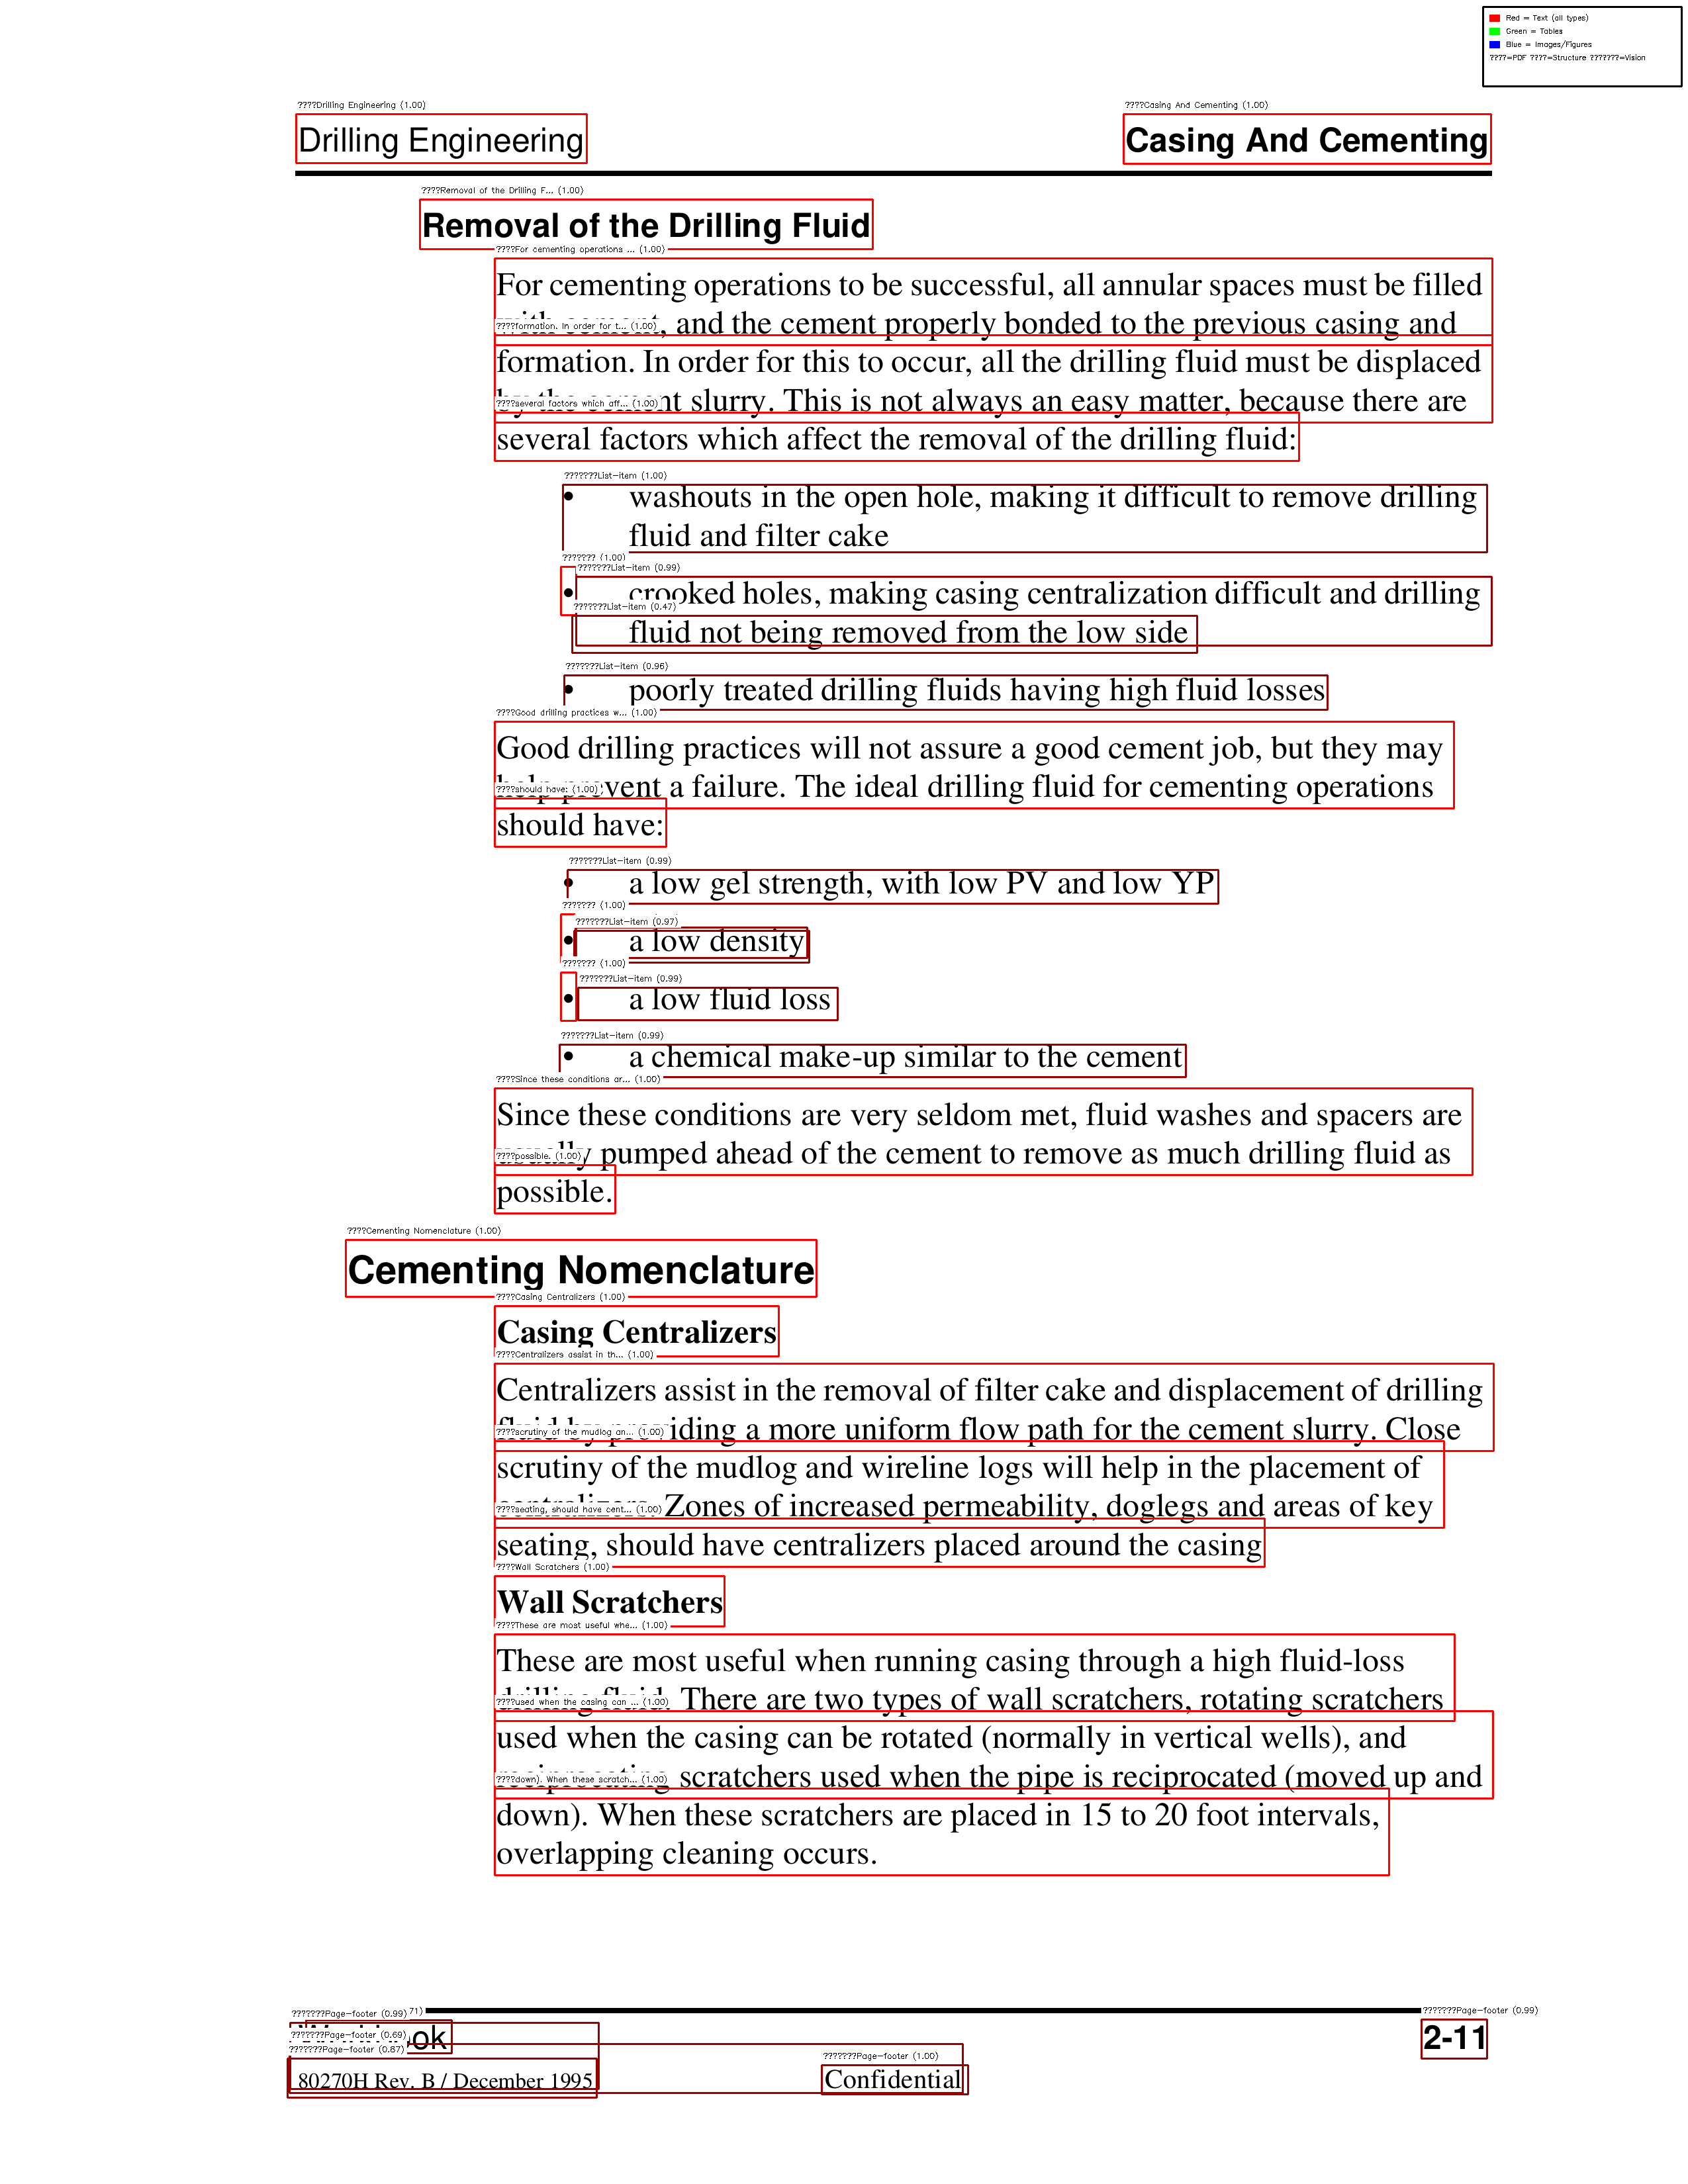 Red = Text (all types)
Green = Tables
Blue = Images/Figures
????=PDF ????=Structure ???????=Vision
????Drilling Engineering (1.00)
????Casing And Cementing (1.00)
Drilling Engineering
Casing And Cementing
????Removal of the Drilling F... (1.00)
Removal of the Drilling Fluid
????For cementing operations ... (1.00)
For cementing operations to be successful, all annular spaces must be filled
, and the cement properly bonded to the previous casing and
????formation. In order for t... (1.00)
formation. In order for this to occur, all the drilling fluid must be displaced
slurry. This is not always an easy matter, because there are
????several factors which aff... (1.00)
several factors which affect the removal of the drilling fluid:
???????List-item (1.00)
• washouts in the open hole, making it difficult to remove drilling
fluid and filter cake
??????? (1.00)
???????List-item (0.99)
• crooked holes, making casing centralization difficult and drilling
???????List-item (0.47)
fluid not being removed from the low side
???????List-item (0.96)
• poorly treated drilling fluids having high fluid losses
????Good drilling practices w... (1.00)
Good drilling practices will not assure a good cement job, but they may
prevent a failure. The ideal drilling fluid for cementing operations
????should have: (1.00)
should have:
???????List-item (0.99)
• a low gel strength, with low PV and low YP
??????? (1.00)
???????List-item (0.97)
• a low density
??????? (1.00)
???????List-item (0.99)
• a low fluid loss
???????List-item (0.99)
• a chemical make-up similar to the cement
????Since these conditions ar... (1.00)
Since these conditions are very seldom met, fluid washes and spacers are
pumped ahead of the cement to remove as much drilling fluid as
????possible. (1.00)
possible.
????Cementing Nomenclature (1.00)
Cementing Nomenclature
????Casing Centralizers (1.00)
Casing Centralizers
????Centralizers assist in th... (1.00)
Centralizers assist in the removal of filter cake and displacement of drilling
fluid by providing a more uniform flow path for the cement slurry. Close
????scrutiny of the mudlog an... (1.00)
scrutiny of the mudlog and wireline logs will help in the placement of
Zones of increased permeability, doglegs and areas of key
????seating, should have cent... (1.00)
seating, should have centralizers placed around the casing
????Wall Scratchers (1.00)
Wall Scratchers
????These are most useful whe... (1.00)
These are most useful when running casing through a high fluid-loss
drilling fluid. There are two types of wall scratchers, rotating scratchers
????used when the casing can ... (1.00)
used when the casing can be rotated (normally in vertical wells), and
scratchers used when the pipe is reciprocated (moved up and
????down). When these scratch... (1.00)
down). When these scratchers are placed in 15 to 20 foot intervals,
overlapping cleaning occurs.
???????Page-footer (0.99) 71)
???????Page-footer (0.99)
???????Page-footer (0.69)
2-11
???????Page-footer (0.87)
???????Page-footer (1.00)
80270H Rev. B / December 1995
Confidential